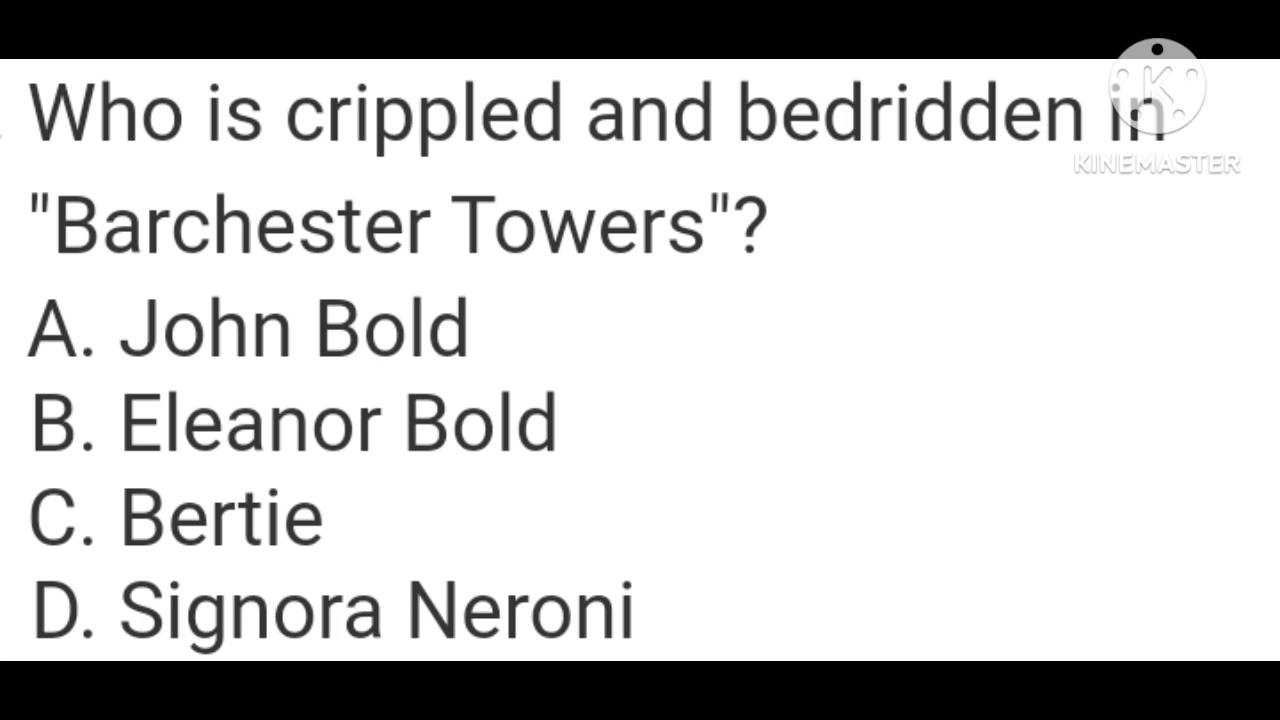 Who is crippled and bedridden in
"Barchester Towers"?
A. John Bold
B. Eleanor Bold
C. Bertie
D. Signora Neroni
K
KINEMASTER